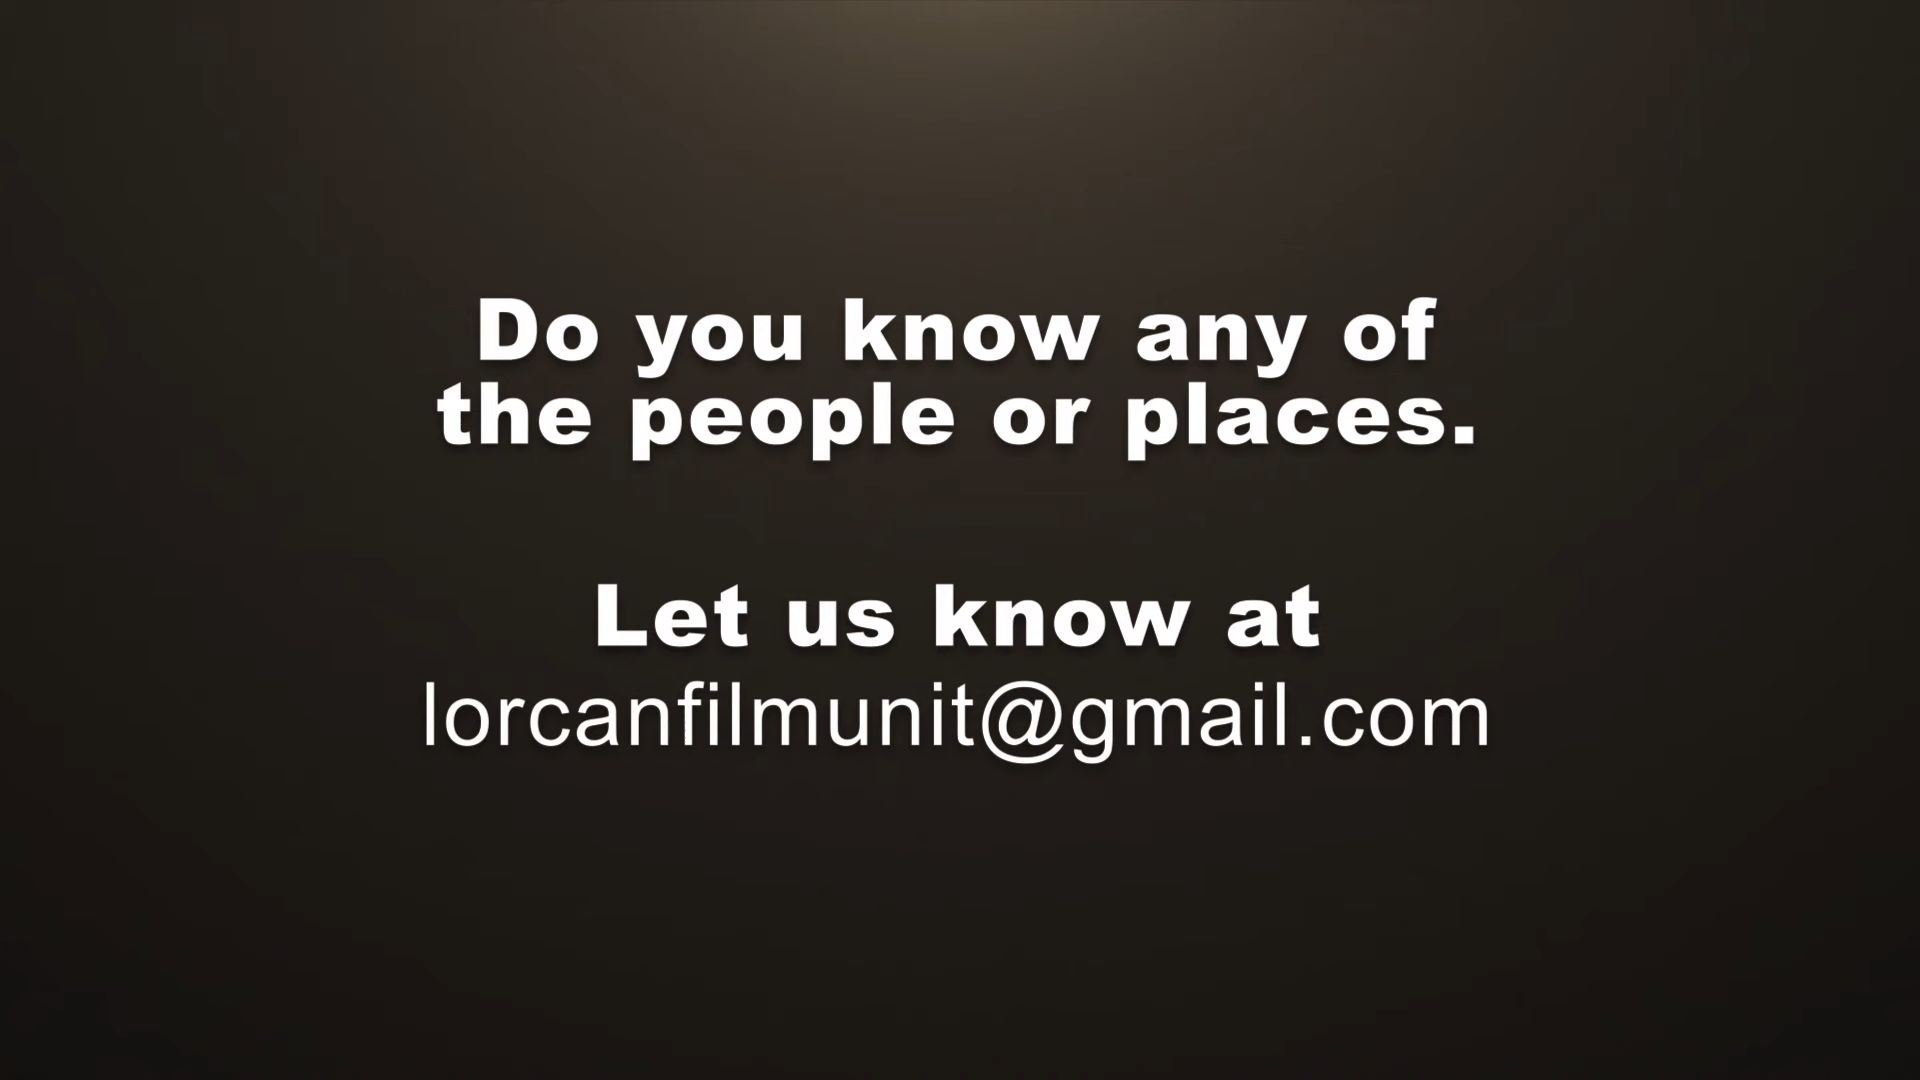 Do you know any of
the people or places.
Let us know at
lorcanfilmunit@gmail.com